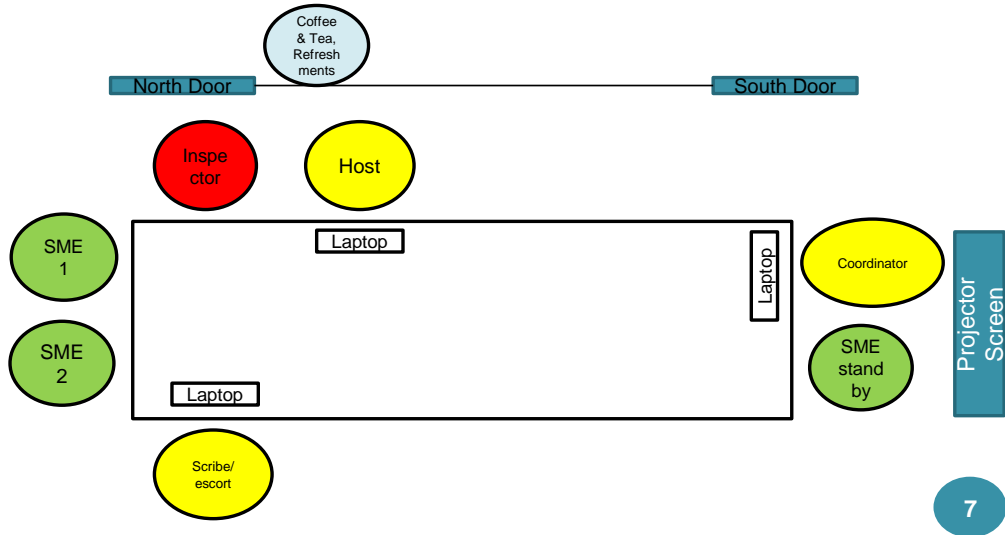 Coffee
& Tea,
Refresh
ments
North Door
South Door
Inspe
ctor
Host
SME
1
Laptop
Laptop
Coordinator
Projector
Screen
SME
2
SME
stand
by
Laptop
Scribe/
escort
7